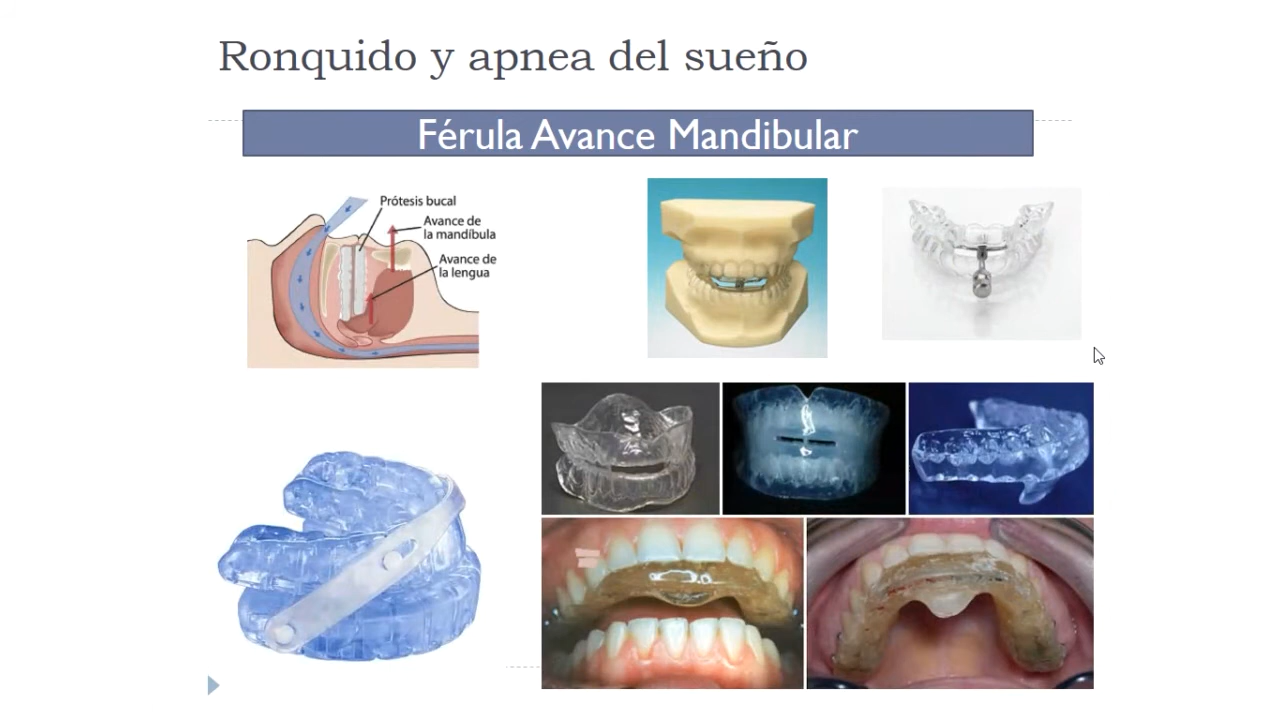 Ronquido y apnea del sueño
Férula Avance Mandibular
Prótesis bucal
Avance de
la mandíbula
Avance de
la lengua